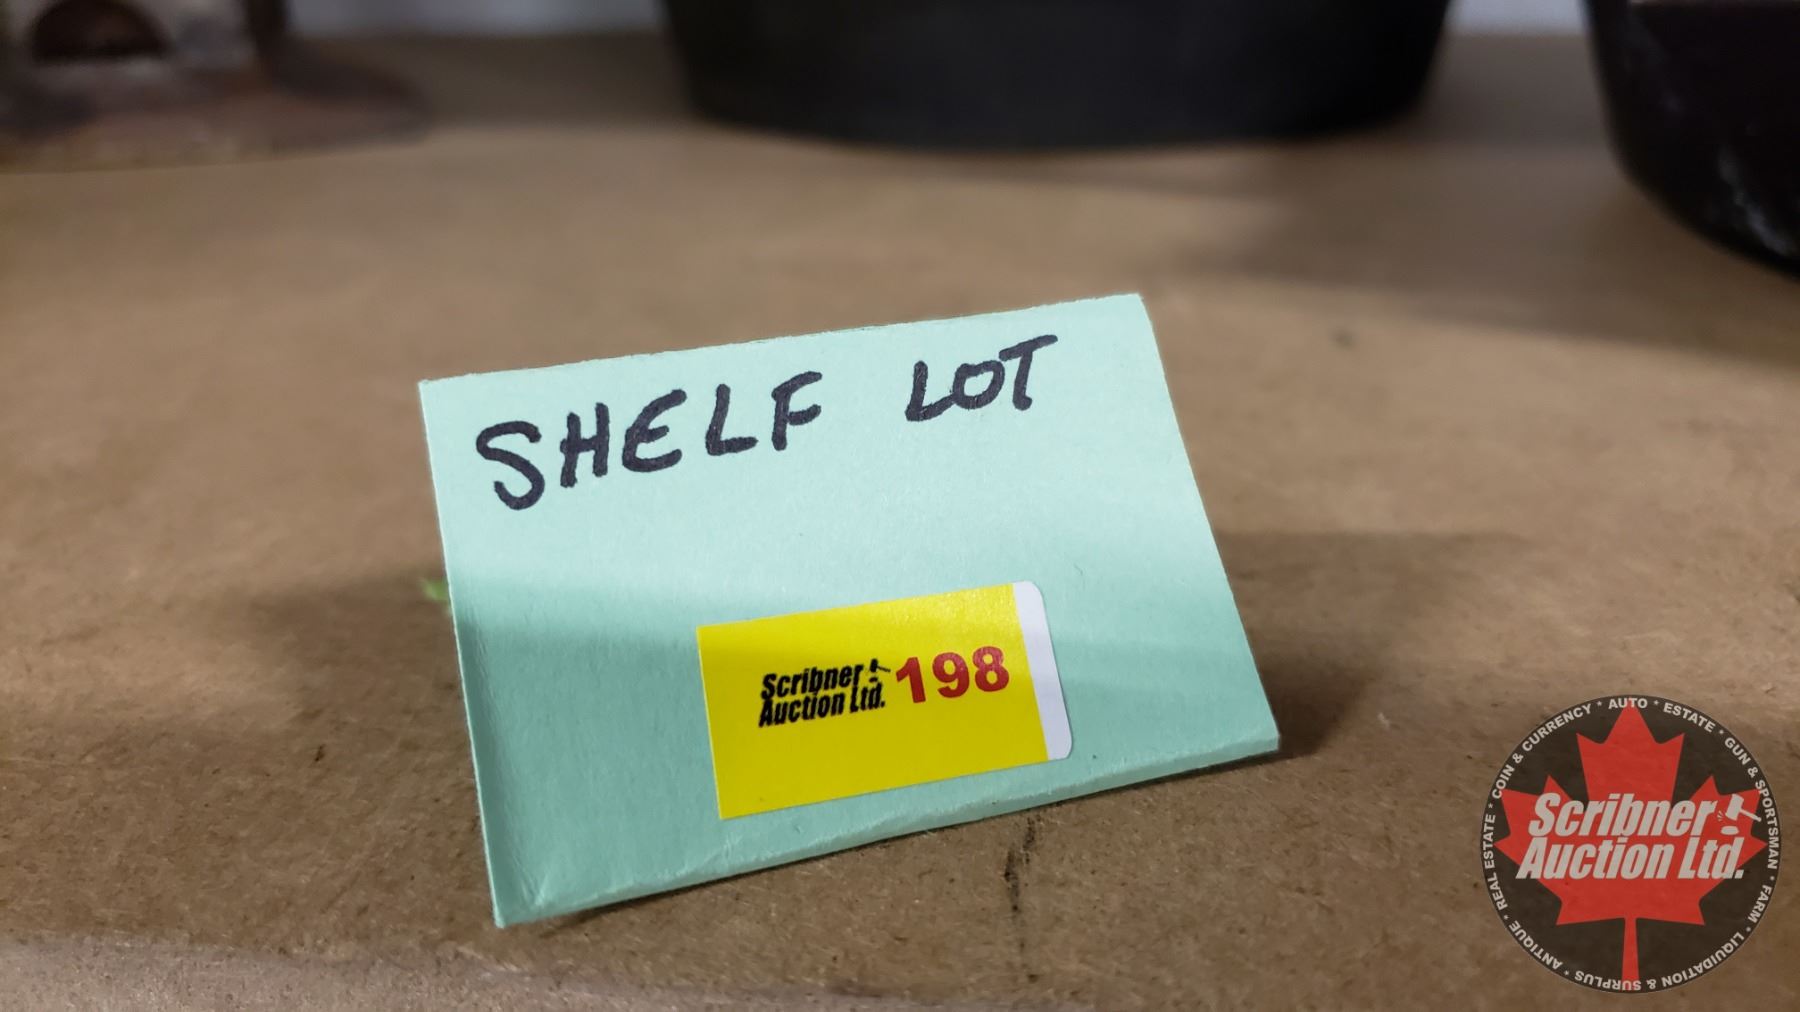 SHELF LOT
Scribner
Auction Ltd.
198
Scribner
Auction Ltd.
ANTIQUE * REAL ESTATE * COIN & CURRENCY * AUTO * ESTATE * GUN & SPORTSMAN * FARM * LIQUIDATION & SURPLUS *